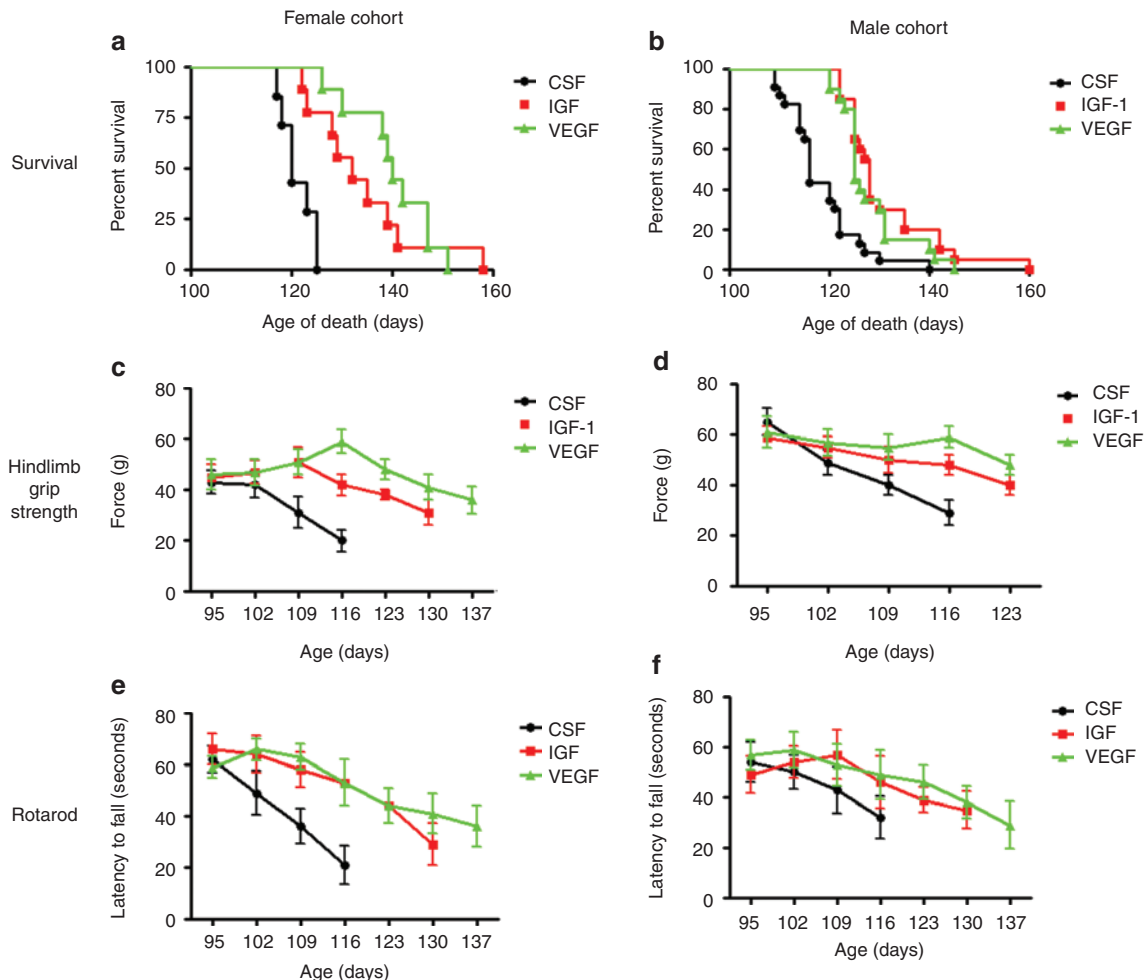 Female cohort
Male cohort
a
Survival
Percent survival
100
75
50
25
0
100
120
140
160
Age of death (days)
CSF
IGF
VEGF
b
Percent survival
100
80
60
40
20
0
100
120
140
160
Age of death (days)
CSF
IGF-1
VEGF
c
Hindlimb
grip
strength
Force (g)
80
60
40
20
0
95
102
109
116
123
130
137
Age (days)
CSF
IGF-1
VEGF
d
Force (g)
80
60
40
20
0
95
102
109
116
123
Age (days)
CSF
IGF-1
VEGF
e
Rotarod
Latency to fall (seconds)
80
60
40
20
0
95
102
109
116
123
130
137
Age (days)
CSF
IGF
VEGF
f
Latency to fall (seconds)
80
60
40
20
0
95
102
109
116
123
130
137
Age (days)
CSF
IGF
VEGF